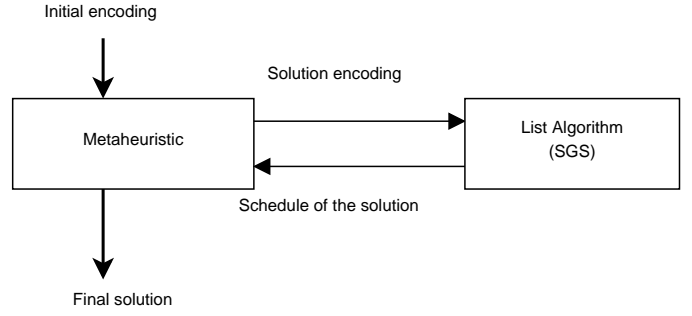 Initial encoding
Solution encoding
Metaheuristic
List Algorithm
(SGS)
Schedule of the solution
Final solution